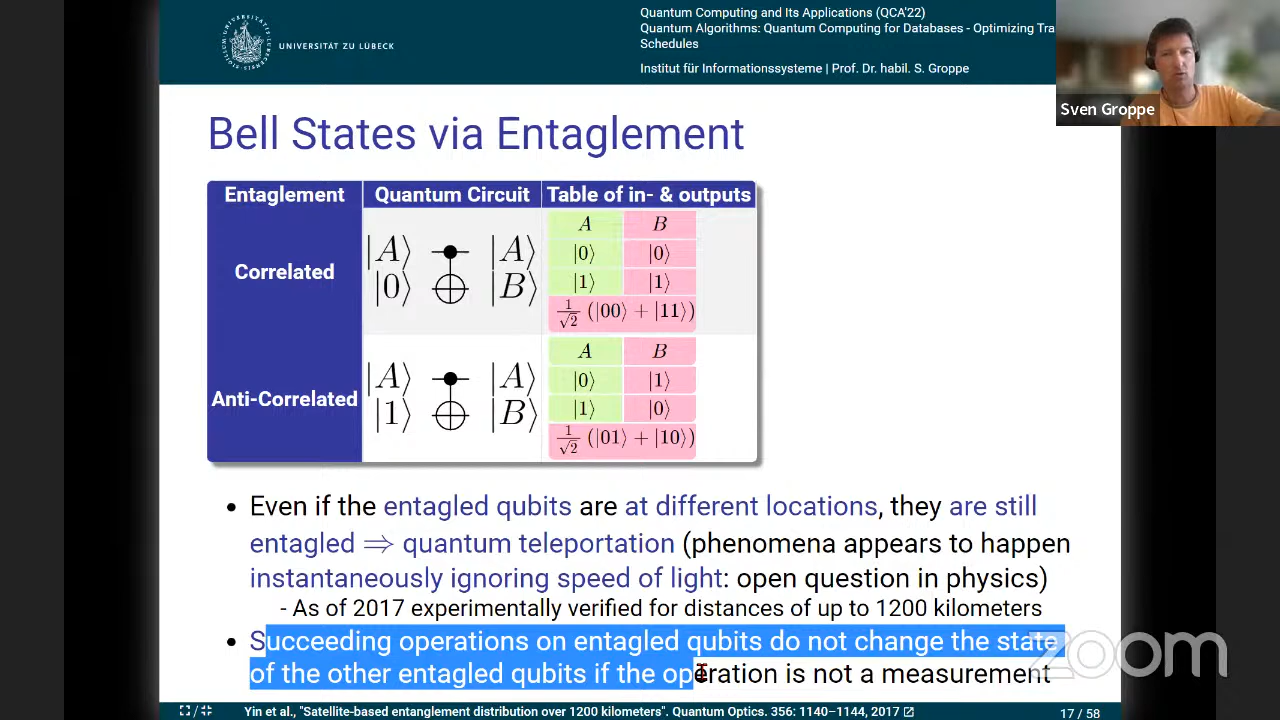 UNIVERSITÄT ZU LÜBECK
Quantum Computing and Its Applications (QCA'22)
Quantum Algorithms: Quantum Computing for Databases - Optimizing Tra
Schedules
Institut für Informationssysteme | Prof. Dr. habil. S. Groppe
Sven Groppe
Bell States via Entaglement
Entaglement Quantum Circuit Table of in- & outputs
Correlated
|A⟩ |A⟩
|0⟩ |B⟩
A B
|0⟩ |0⟩
|1⟩ |1⟩
1/√2 (|00⟩ + |11⟩)
Anti-Correlated
|A⟩ |A⟩
|1⟩ |B⟩
A B
|0⟩ |1⟩
|1⟩ |0⟩
1/√2 (|01⟩ + |10⟩)
• Even if the entagled qubits are at different locations, they are still
entagled ⇒ quantum teleportation (phenomena appears to happen
instantaneously ignoring speed of light: open question in physics)
- As of 2017 experimentally verified for distances of up to 1200 kilometers
• Succeeding operations on entagled qubits do not change the state
of the other entagled qubits if the operation is not a measurement
zoom
Yin et al., "Satellite-based entanglement distribution over 1200 kilometers". Quantum Optics. 356: 1140–1144, 2017
17 / 58